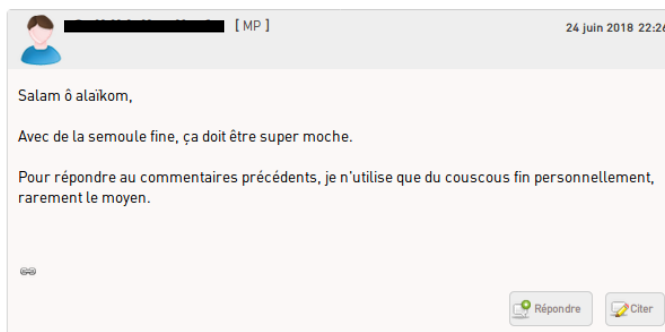 [ MP ] 24 juin 2018 22:26
Salam ô alaïkom,
Avec de la semoule fine, ça doit être super moche.
Pour répondre au commentaires précédents, je n'utilise que du couscous fin personnellement,
rarement le moyen.
Répondre Citer